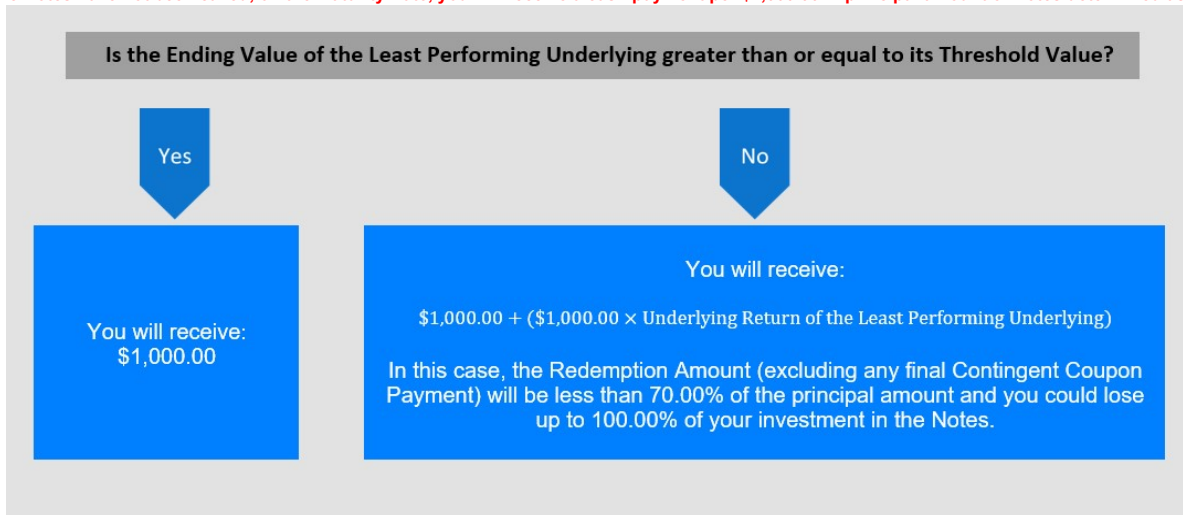 Is the Ending Value of the Least Performing Underlying greater than or equal to its Threshold Value?
Yes
No
You will receive:
$1,000.00
You will receive:
$1,000.00 + ($1,000.00 × Underlying Return of the Least Performing Underlying)
In this case, the Redemption Amount (excluding any final Contingent Coupon
Payment) will be less than 70.00% of the principal amount and you could lose
up to 100.00% of your investment in the Notes.